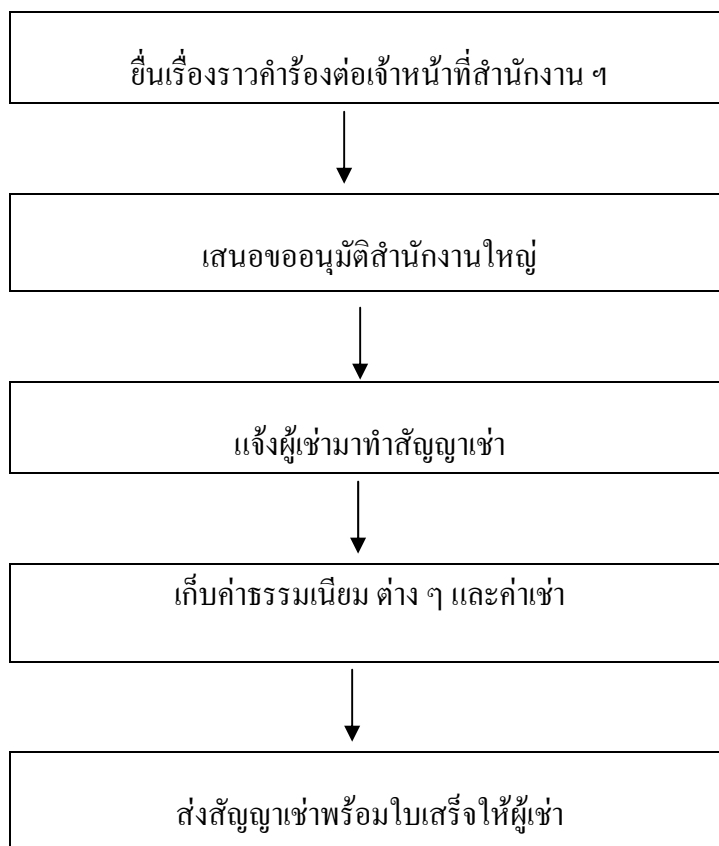 ยื่นเรื่องราวคำร้องต่อเจ้าหน้าที่สำนักงาน ฯ
เสนอขออนุมัติสำนักงานใหญ่
แจ้งผู้เช่ามาทำสัญญาเช่า
เก็บค่าธรรมเนียม ต่าง ๆ และค่าเช่า
ส่งสัญญาเช่าพร้อมใบเสร็จให้ผู้เช่า